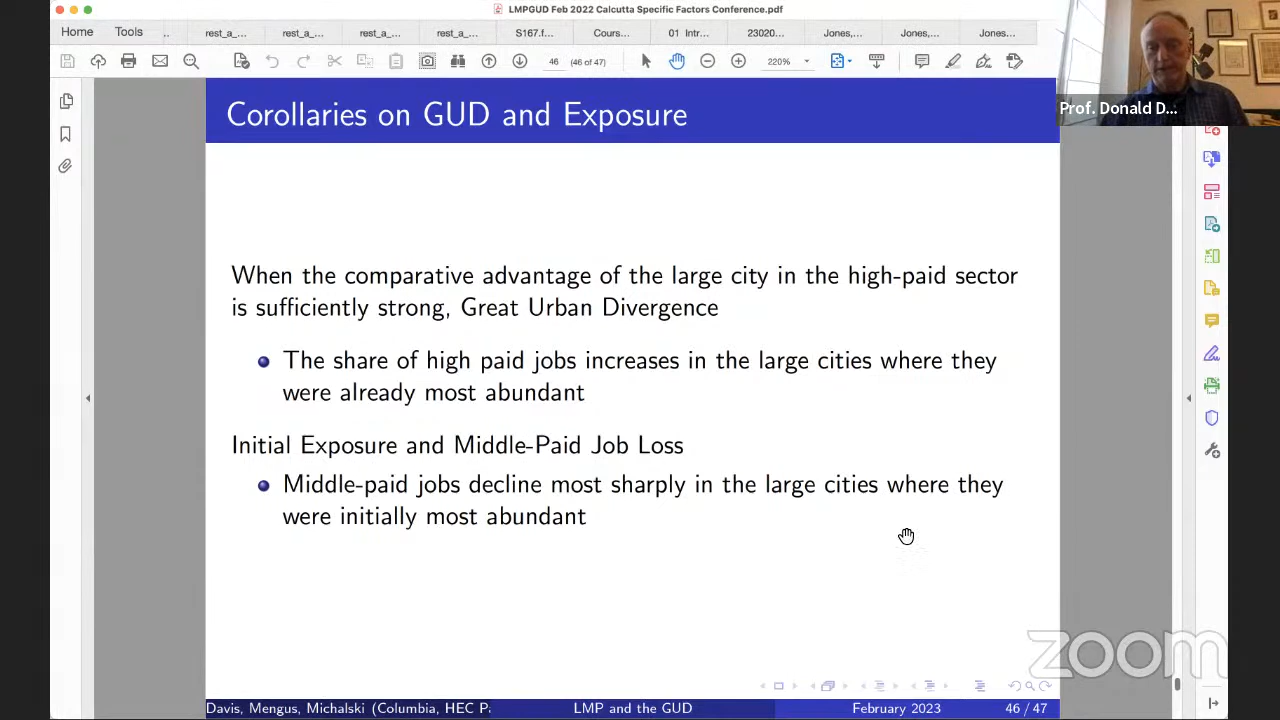 LMPGUD Feb 2022 Calcutta Specific Factors Conference.pdf
Home Tools .. rest_a_... rest_a_... rest_a_... rest_a_... S167.f... Cours... 01 Intr... 23020... Jones,... Jones,... Jones...
46 (46 of 47) 220%
Prof. Donald D...
Corollaries on GUD and Exposure
When the comparative advantage of the large city in the high-paid sector
is sufficiently strong, Great Urban Divergence
The share of high paid jobs increases in the large cities where they
were already most abundant
Initial Exposure and Middle-Paid Job Loss
Middle-paid jobs decline most sharply in the large cities where they
were initially most abundant
zoom
Davis, Mengus, Michalski (Columbia, HEC Pa LMP and the GUD February 2023 46 / 47